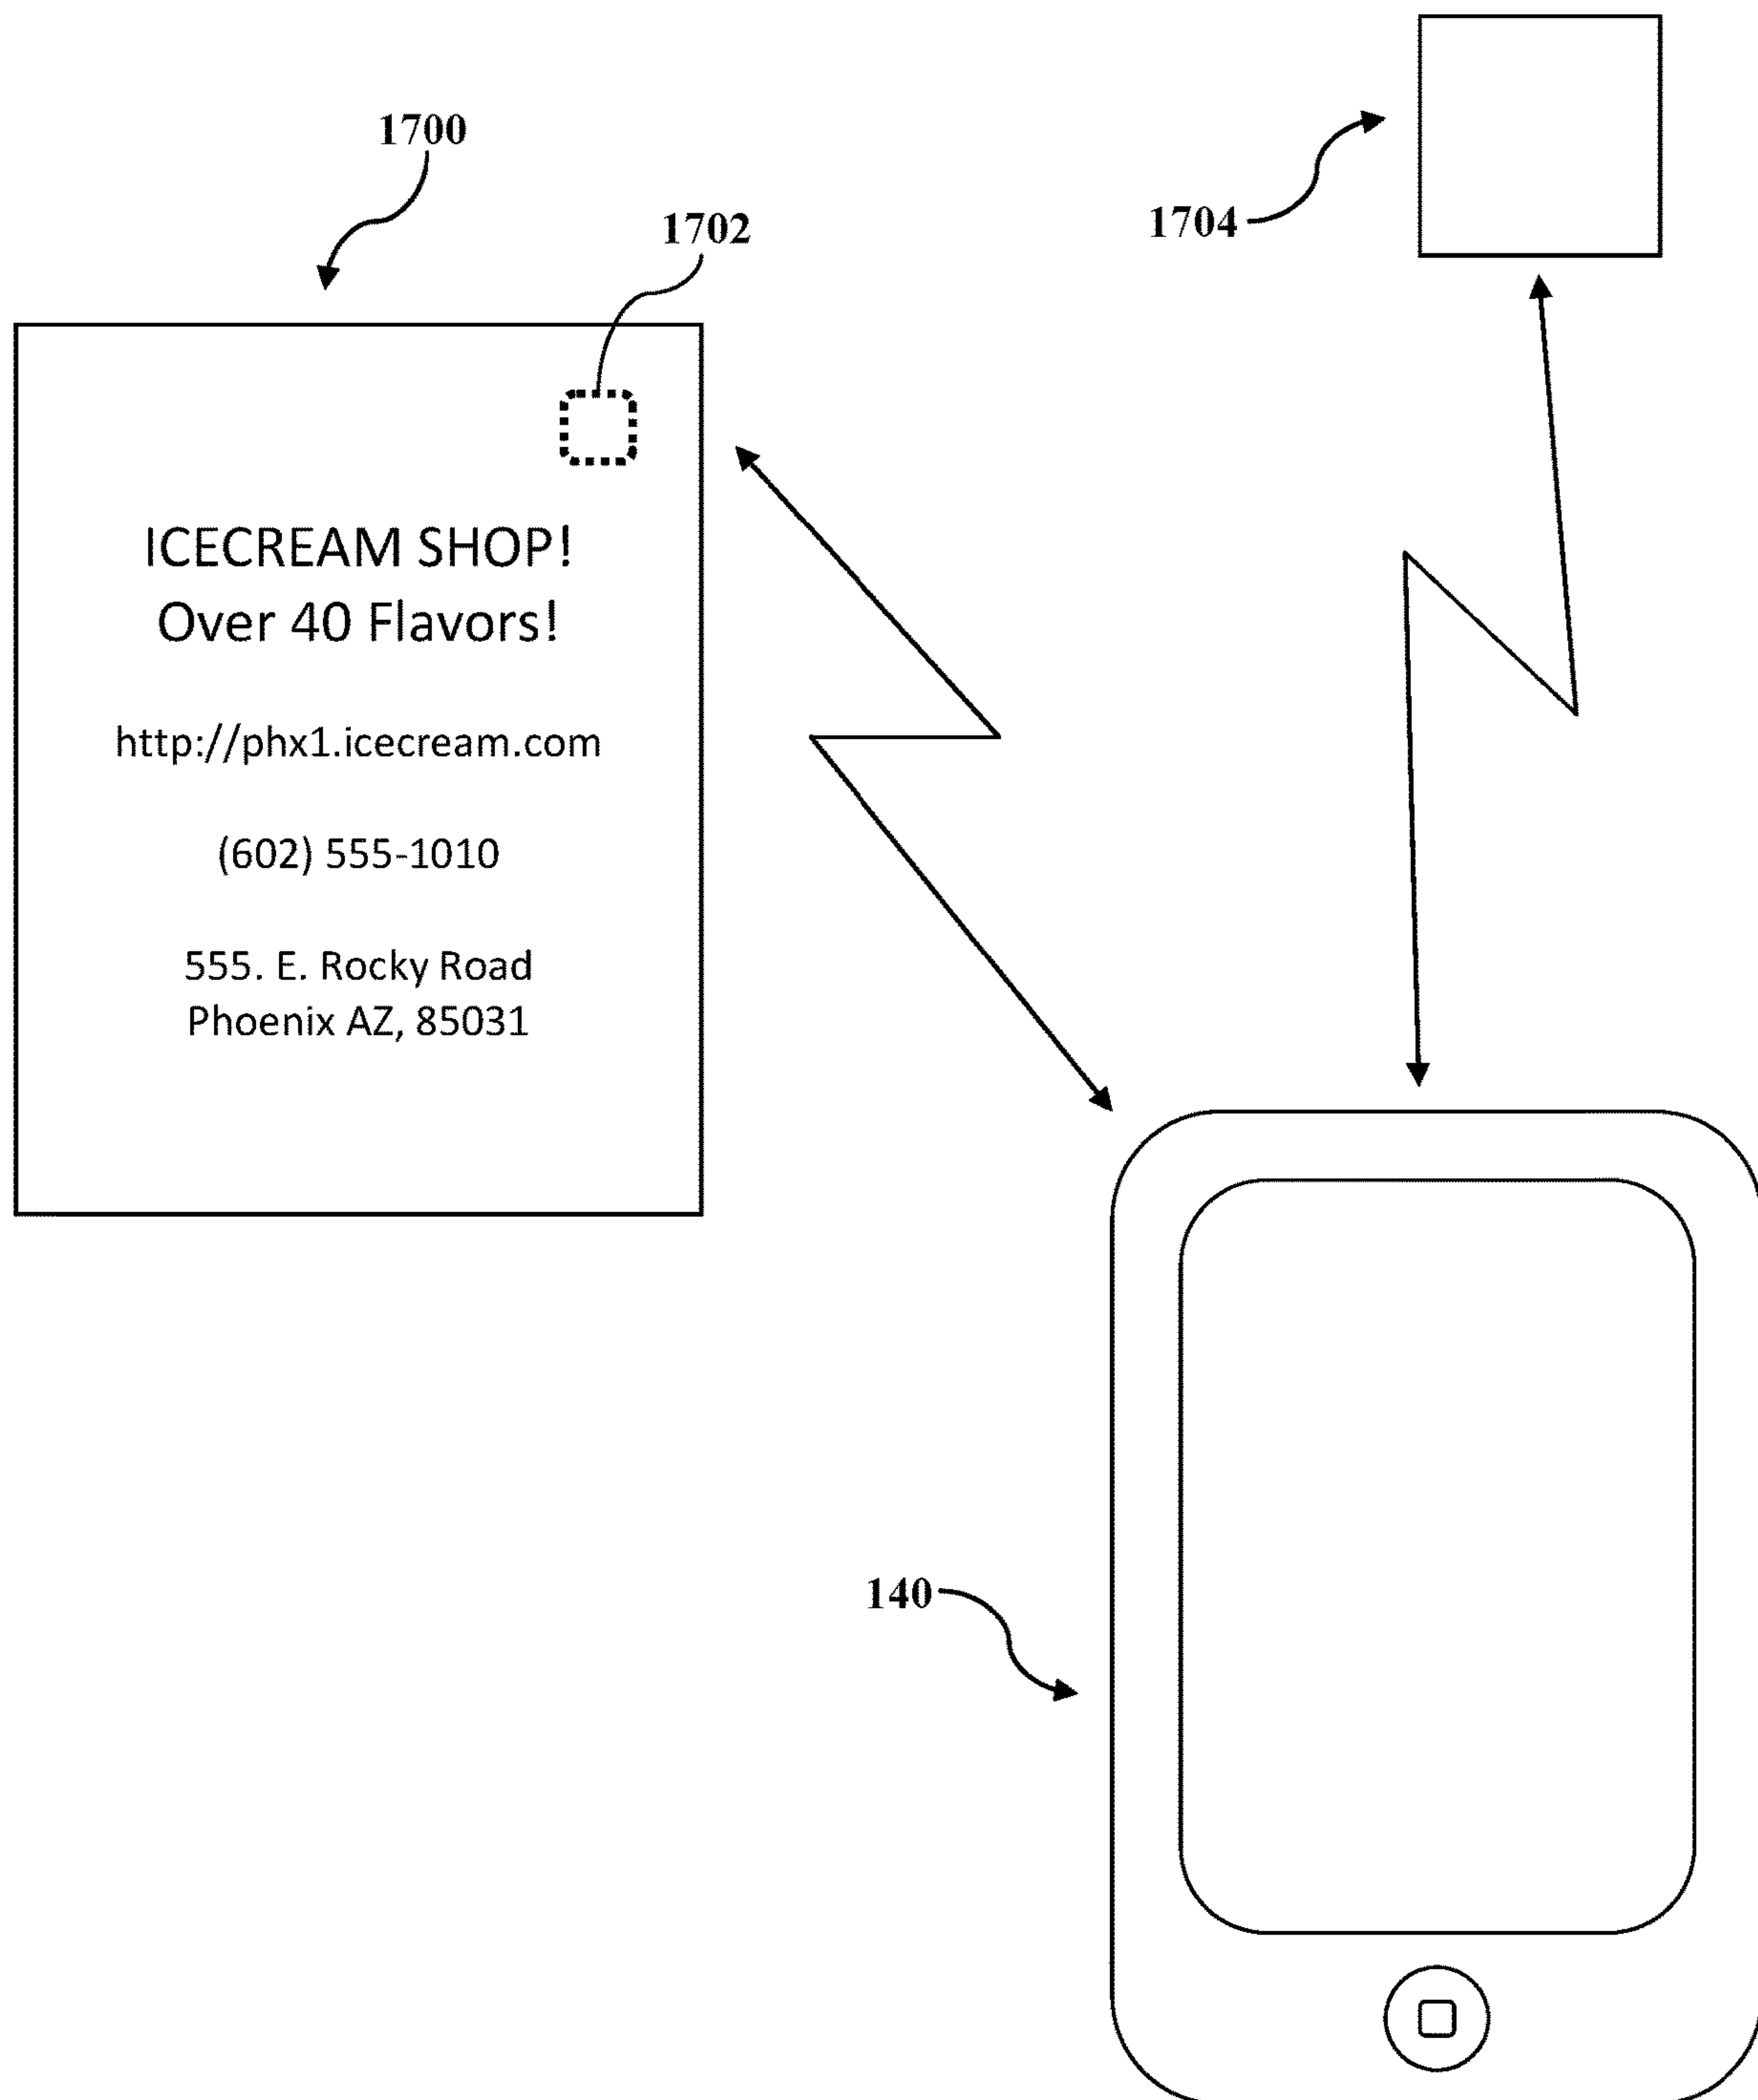 1700
1702
1704
ICECREAM SHOP!
Over 40 Flavors!
http://phx1.icecream.com
(602) 555-1010
555. E. Rocky Road
Phoenix AZ, 85031
140